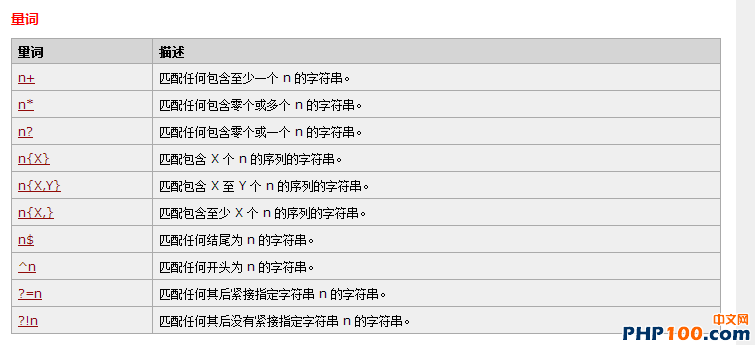 量词
量词 描述
n+ 匹配任何包含至少一个 n 的字符串。
n* 匹配任何包含零个或多个 n 的字符串。
n? 匹配任何包含零个或一个 n 的字符串。
n{X} 匹配包含 X 个 n 的序列的字符串。
n{X,Y} 匹配包含 X 至 Y 个 n 的序列的字符串。
n{X,} 匹配包含至少 X 个 n 的序列的字符串。
n$ 匹配任何结尾为 n 的字符串。
^n 匹配任何开头为 n 的字符串。
?=n 匹配任何其后紧接指定字符串 n 的字符串。
?!n 匹配任何其后没有紧接指定字符串 n 的字符串。
中文网
PHP100.com